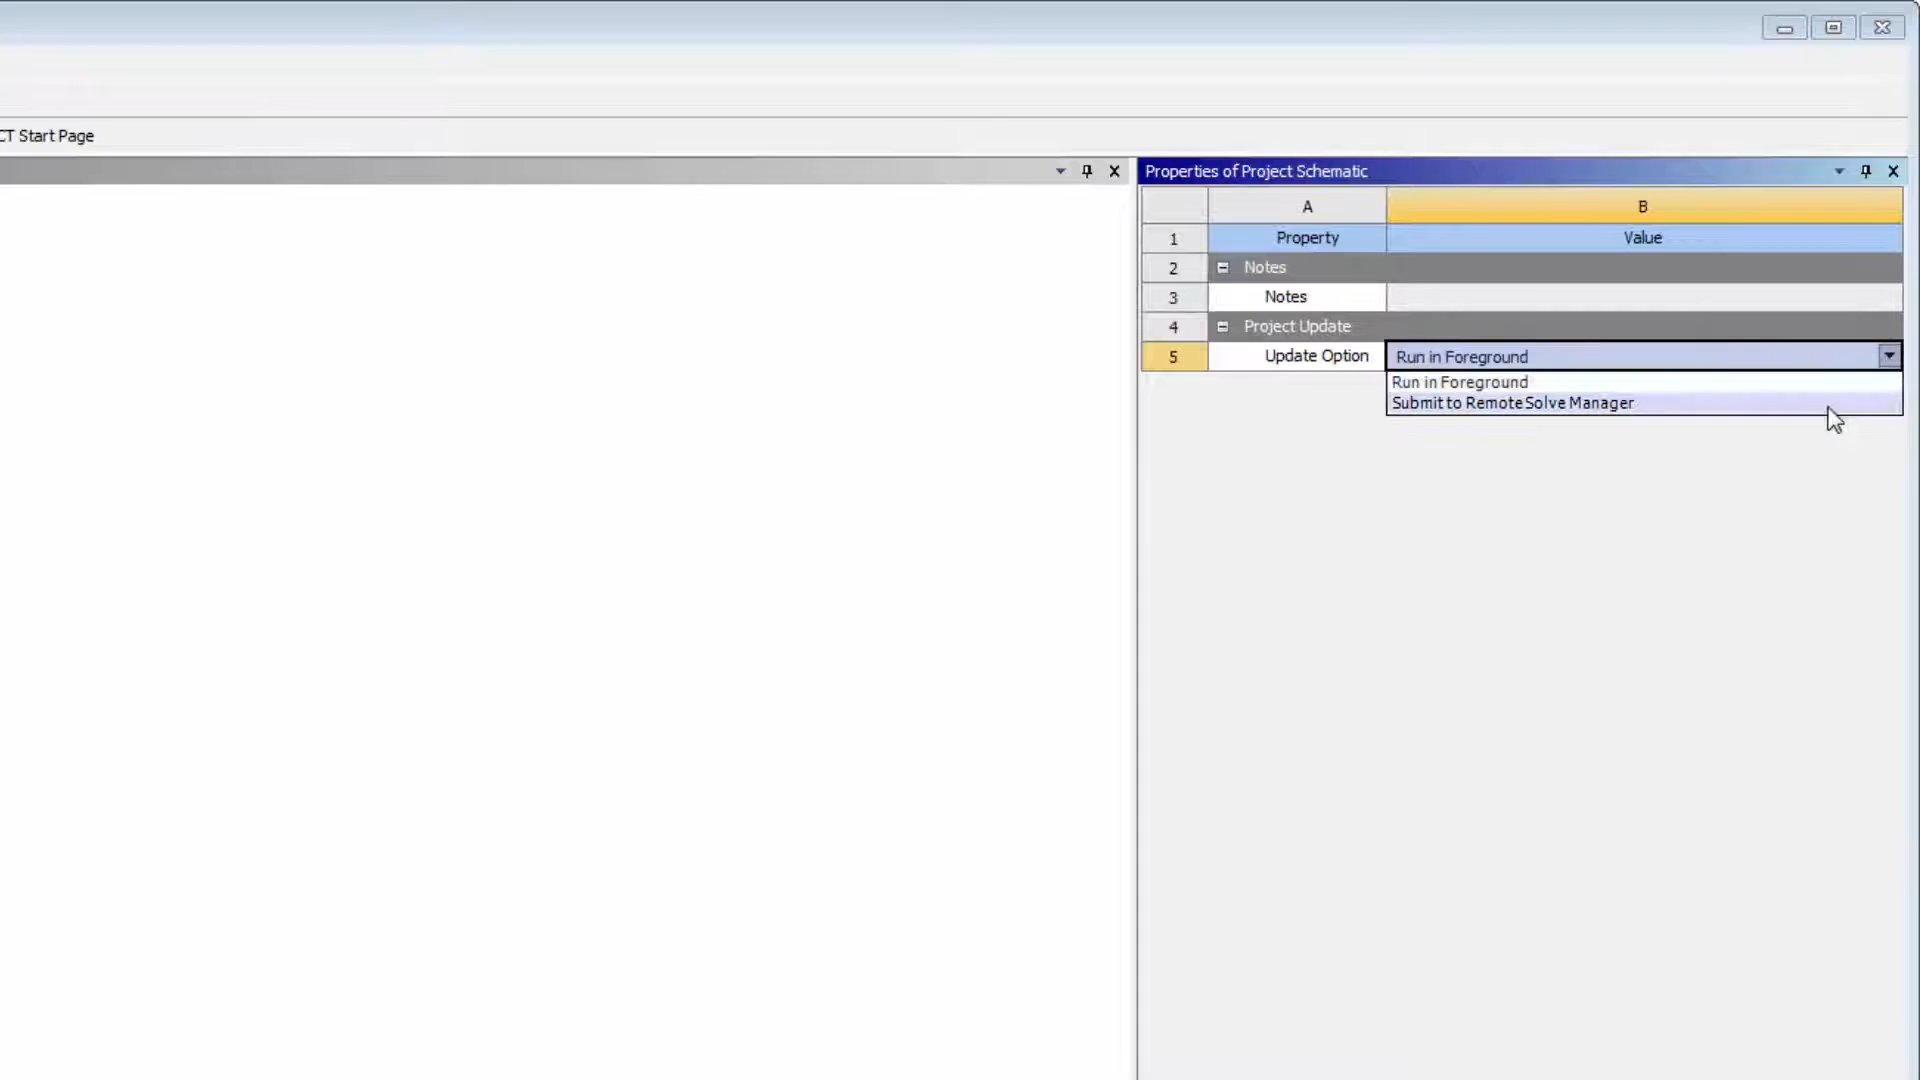 CT Start Page
Properties of Project Schematic
A B
1 Property Value
2 Notes
3 Notes
4 Project Update
5 Update Option Run in Foreground
Run in Foreground
Submit to Remote Solve Manager